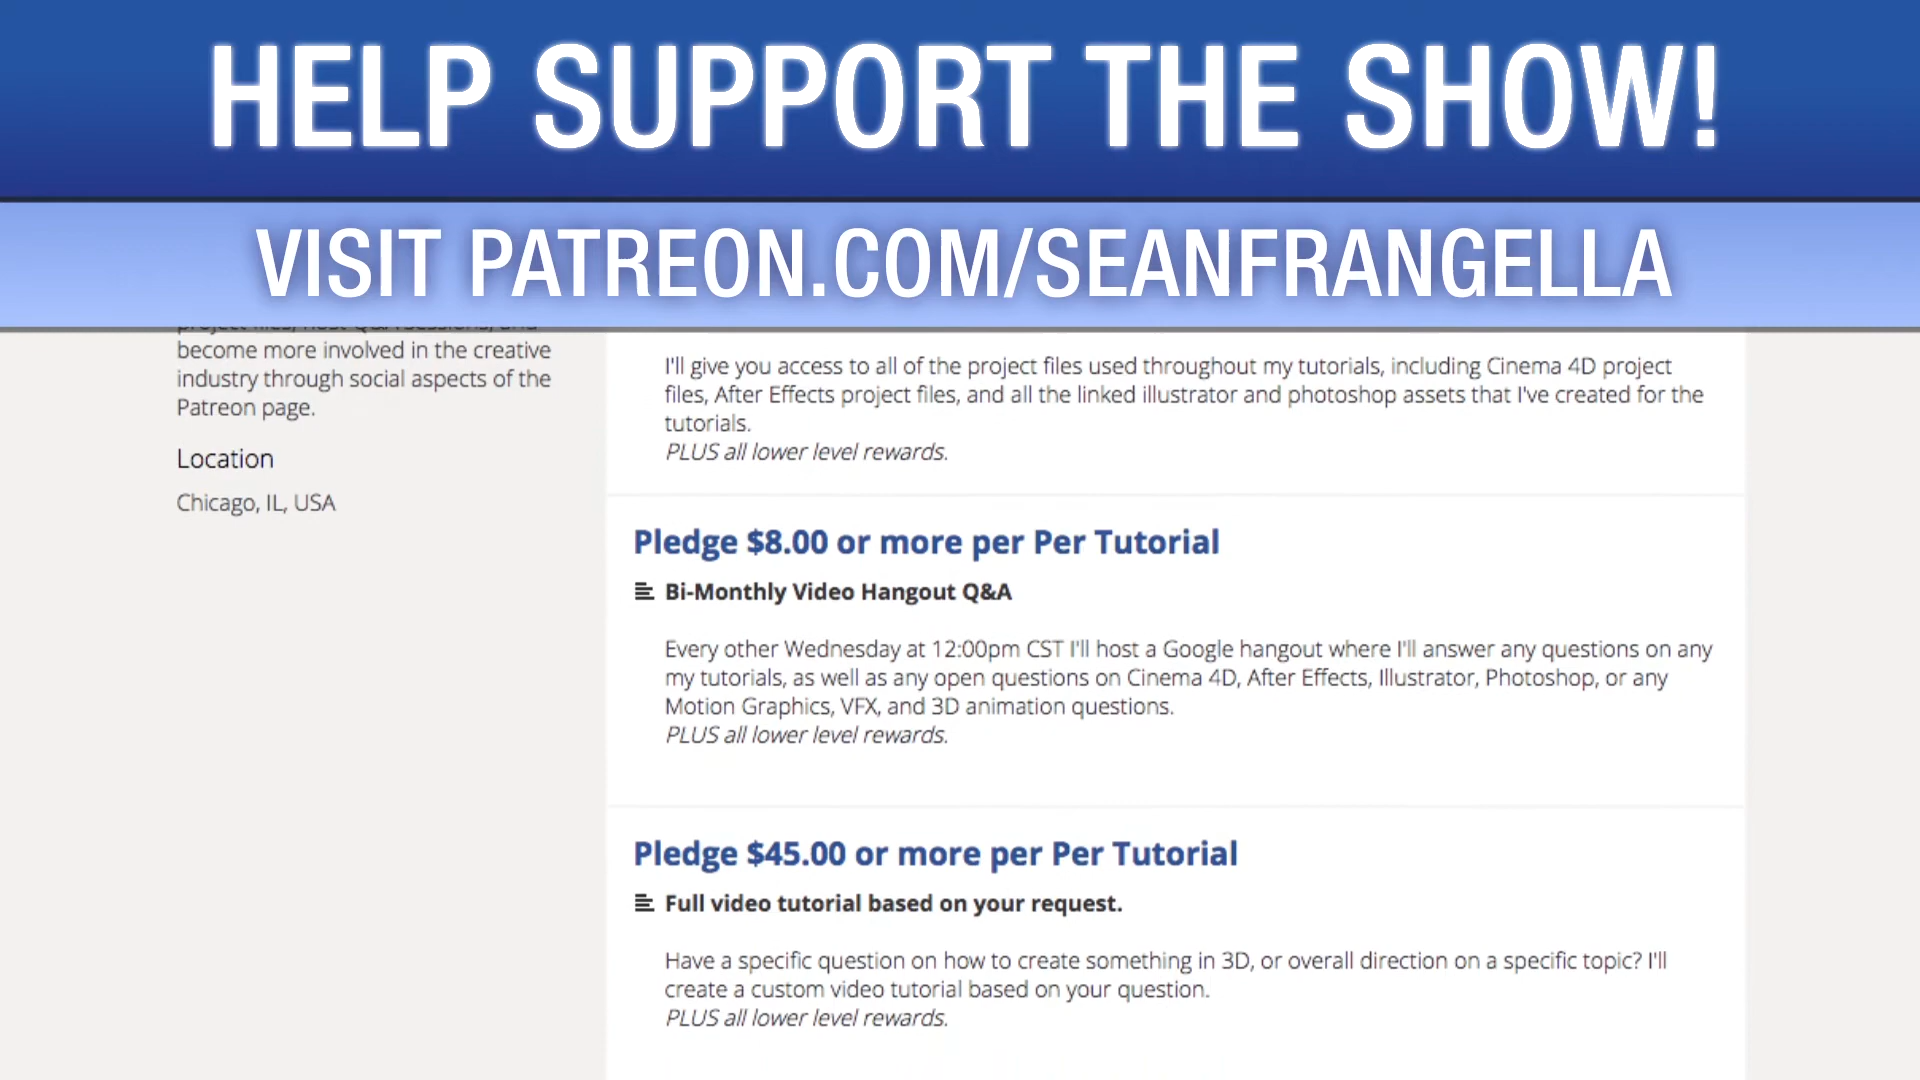 HELP SUPPORT THE SHOW!
VISIT PATREON.COM/SEANFRANGELLA
project files, host Q&A sessions, and
become more involved in the creative
industry through social aspects of the
Patreon page.
Location
Chicago, IL, USA
I'll give you access to all of the project files used throughout my tutorials, including Cinema 4D project
files, After Effects project files, and all the linked illustrator and photoshop assets that I've created for the
tutorials.
PLUS all lower level rewards.
Pledge $8.00 or more per Per Tutorial
Bi-Monthly Video Hangout Q&A
Every other Wednesday at 12:00pm CST I'll host a Google hangout where I'll answer any questions on any
my tutorials, as well as any open questions on Cinema 4D, After Effects, Illustrator, Photoshop, or any
Motion Graphics, VFX, and 3D animation questions.
PLUS all lower level rewards.
Pledge $45.00 or more per Per Tutorial
Full video tutorial based on your request.
Have a specific question on how to create something in 3D, or overall direction on a specific topic? I'll
create a custom video tutorial based on your question.
PLUS all lower level rewards.